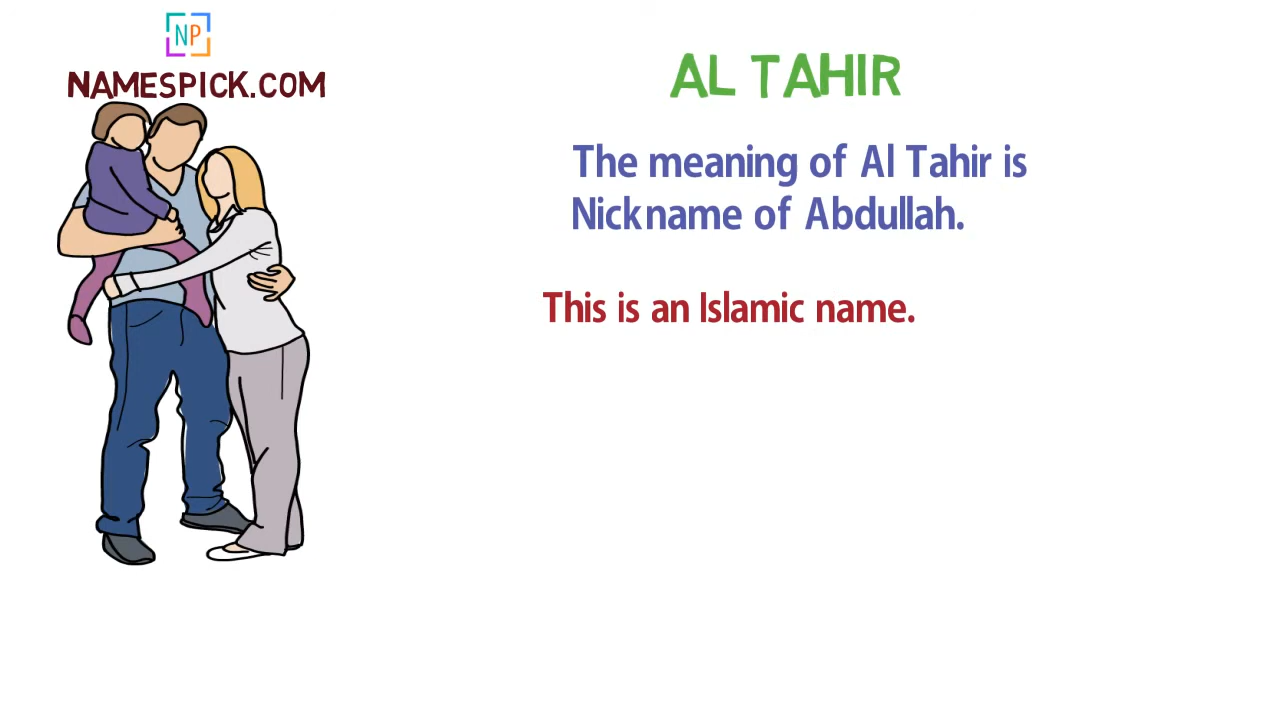 NP
NAMESPICK.COM
AL TAHIR
The meaning of Al Tahir is
Nickname of Abdullah.
This is an Islamic name.